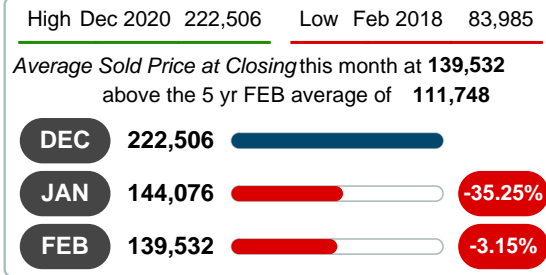 High Dec 2020 222,506 Low Feb 2018 83,985
Average Sold Price at Closing this month at 139,532
above the 5 yr FEB average of 111,748
DEC 222,506
JAN 144,076 -35.25%
FEB 139,532 -3.15%